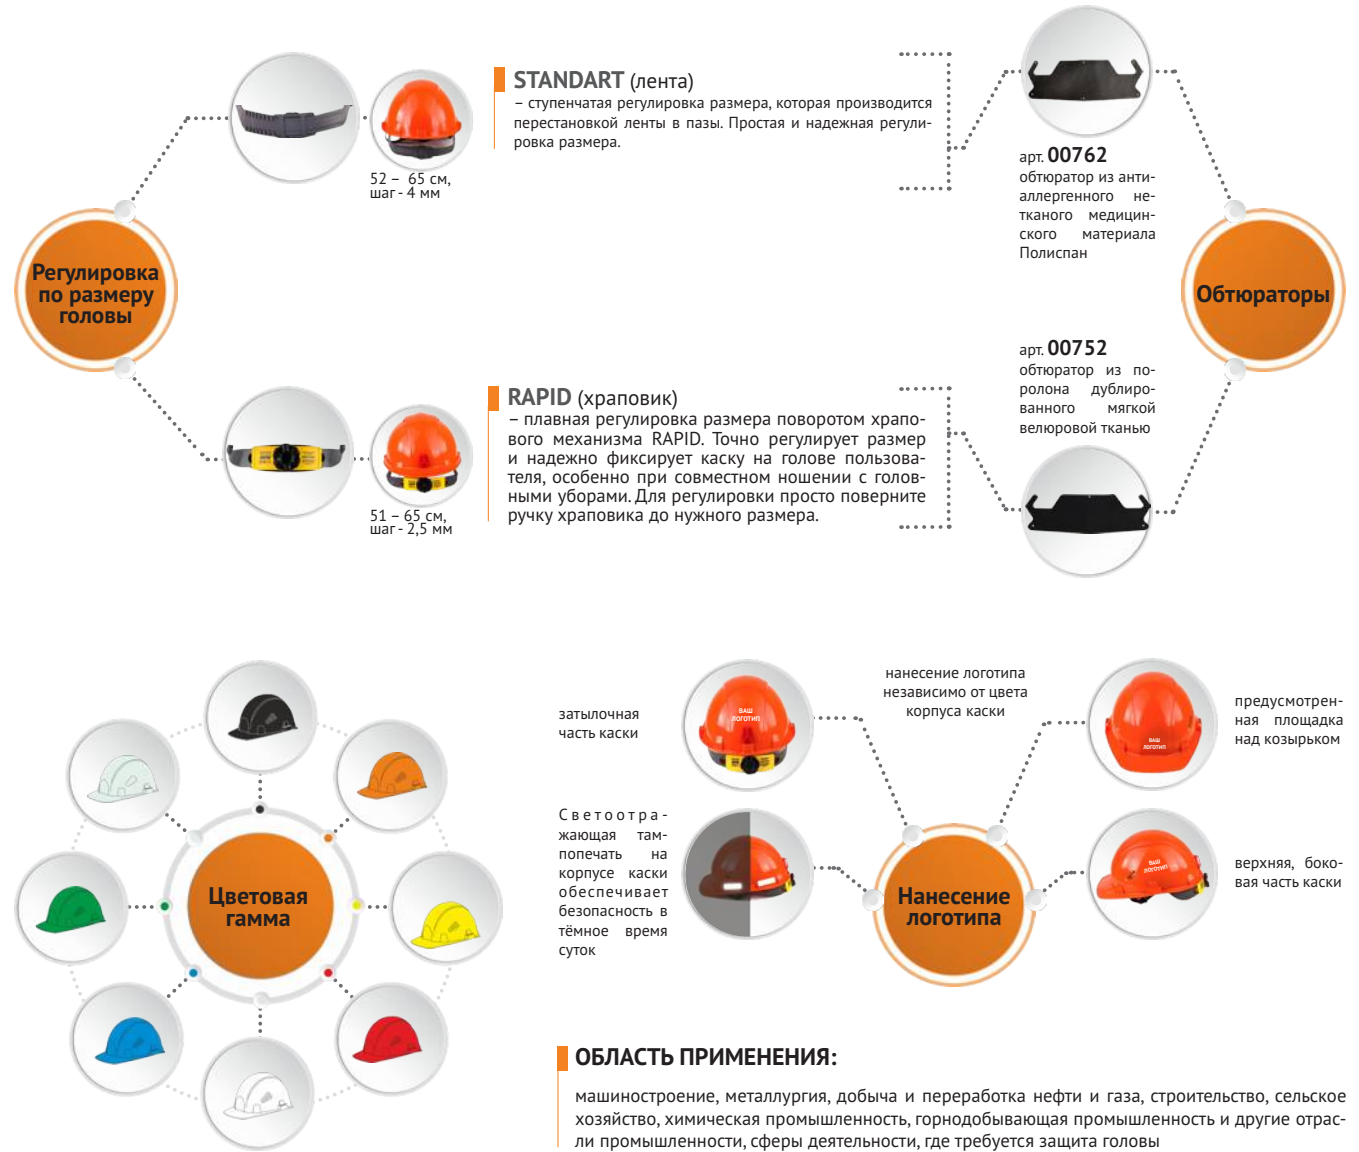 STANDART (лента)
– ступенчатая регулировка размера, которая производится
перестановкой ленты в пазы. Простая и надежная регули-
ровка размера.
52 – 65 см,
шаг - 4 мм
арт. 00762
обтюратор из анти-
аллергенного не-
тканого медицин-
ского материала
Полиспан
Регулировка
по размеру
головы
Обтюраторы
арт. 00752
обтюратор из по-
ролона дублиро-
ванного мягкой
велюровой тканью
RAPID (храповик)
– плавная регулировка размера поворотом храпо-
вого механизма RAPID. Точно регулирует размер
и надежно фиксирует каску на голове пользова-
теля, особенно при совместном ношении с голов-
ными уборами. Для регулировки просто поверните
ручку храповика до нужного размера.
51 – 65 см,
шаг - 2,5 мм
Цветовая
гамма
затылочная
часть каски
ВАШ
ЛОГОТИП
нанесение логотипа
независимо от цвета
корпуса каски
ВАШ
ЛОГОТИП
предусмотрен-
ная площадка
над козырьком
Светоотра-
жающая там-
попечать на
корпусе каски
обеспечивает
безопасность в
тёмное время
суток
Нанесение
логотипа
ВАШ
ЛОГОТИП
верхняя, боко-
вая часть каски
ОБЛАСТЬ ПРИМЕНЕНИЯ:
машиностроение, металлургия, добыча и переработка нефти и газа, строительство, сельское
хозяйство, химическая промышленность, горнодобывающая промышленность и другие отрас-
ли промышленности, сферы деятельности, где требуется защита головы